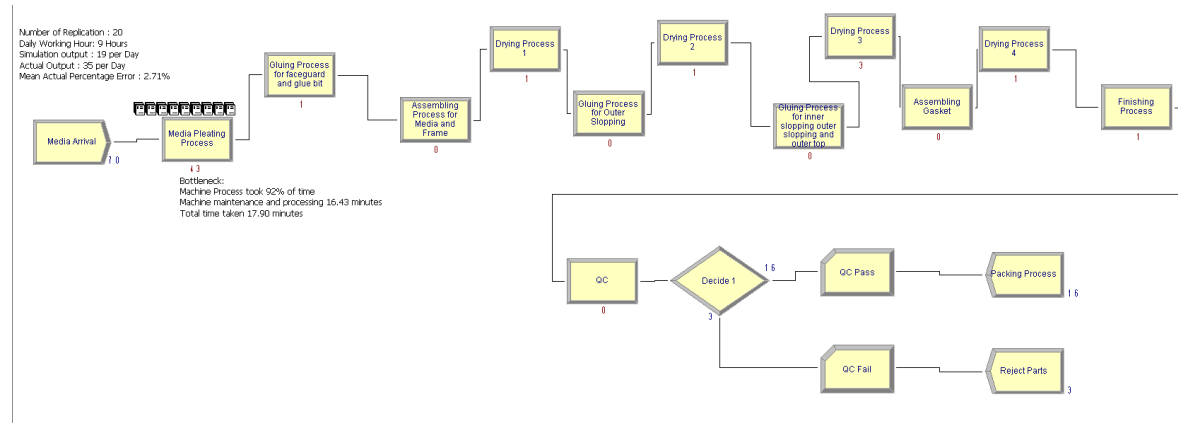 Number of Replication : 20
Daily Working Hour: 9 Hours
Simulation output : 19 per Day
Actual Output : 35 per Day
Mean Actual Percentage Error : 2.71%
Media Arrival
7 0
Media Pleating
Process
4 3
Bottleneck:
Machine Process took 92% of time
Machine maintenance and processing 16.43 minutes
Total time taken 17.90 minutes
Gluing Process
for faceguard
and glue bit
1
Assembling
Process for
Media and
Frame
0
Drying Process
1
1
Gluing Process
for Outer
Slopping
0
Drying Process
2
1
Gluing Process
for inner
slopping outer
slopping and
outer top
0
Drying Process
3
3
Assembling
Gasket
0
Drying Process
4
1
Finishing
Process
1
QC
0
Decide 1
1 6
3
QC Pass
Packing Process
1 6
QC Fail
Reject Parts
3